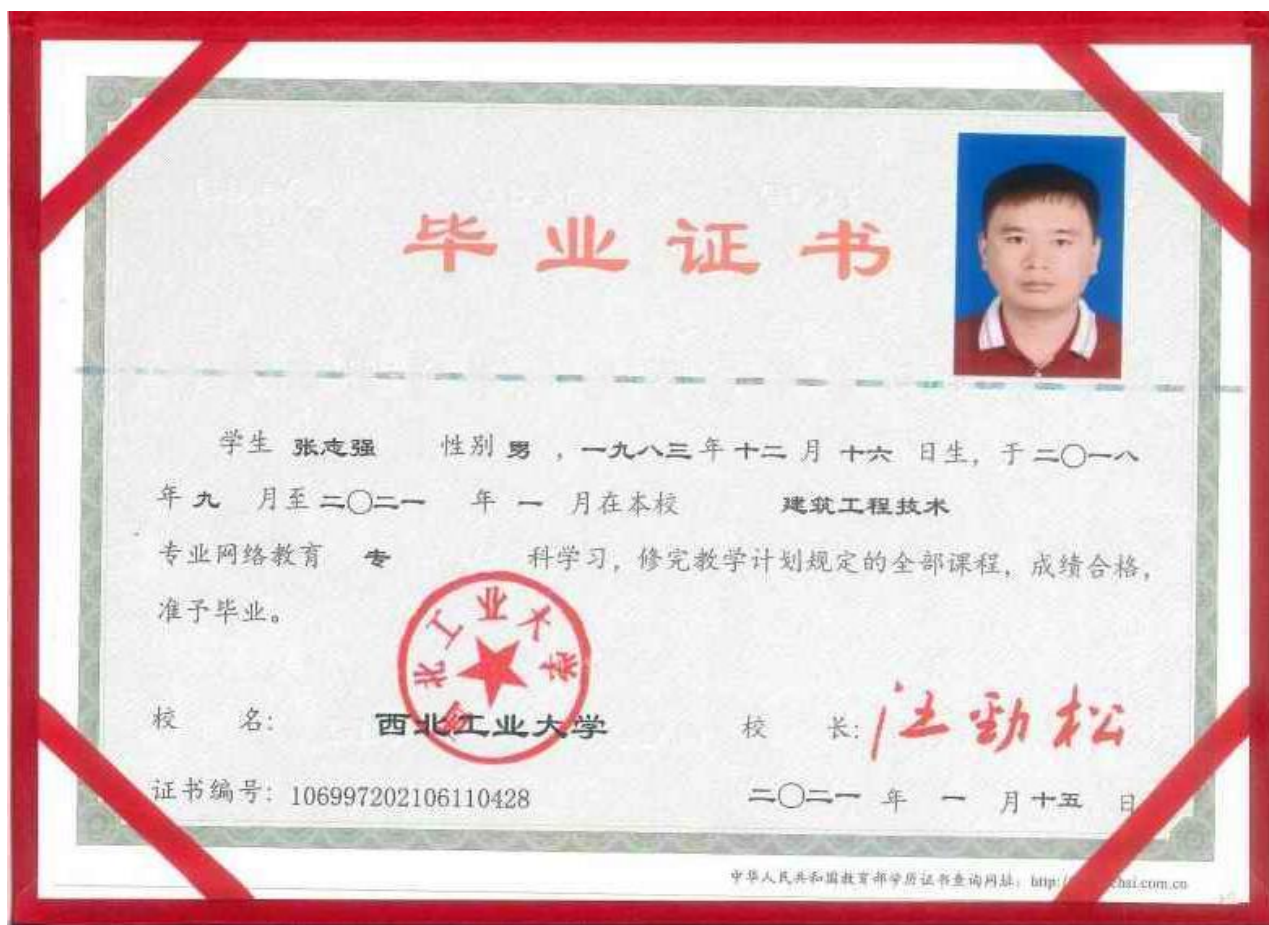 毕业证书
学生 张志强 性别 男 ,一九八三年十二月十六日生,于二〇一八
年九月至二〇二一年一月在本校 建筑工程技术
专业网络教育 专 科学习,修完教学计划规定的全部课程,成绩合格,
准予毕业。
西北工业大学
校 名: 西北工业大学 校 长: 汪劲松
证书编号: 106997202106110428 二〇二一年一月十五日
中华人民共和国教育部学历证书查询网址: http:/ chsi.com.cn